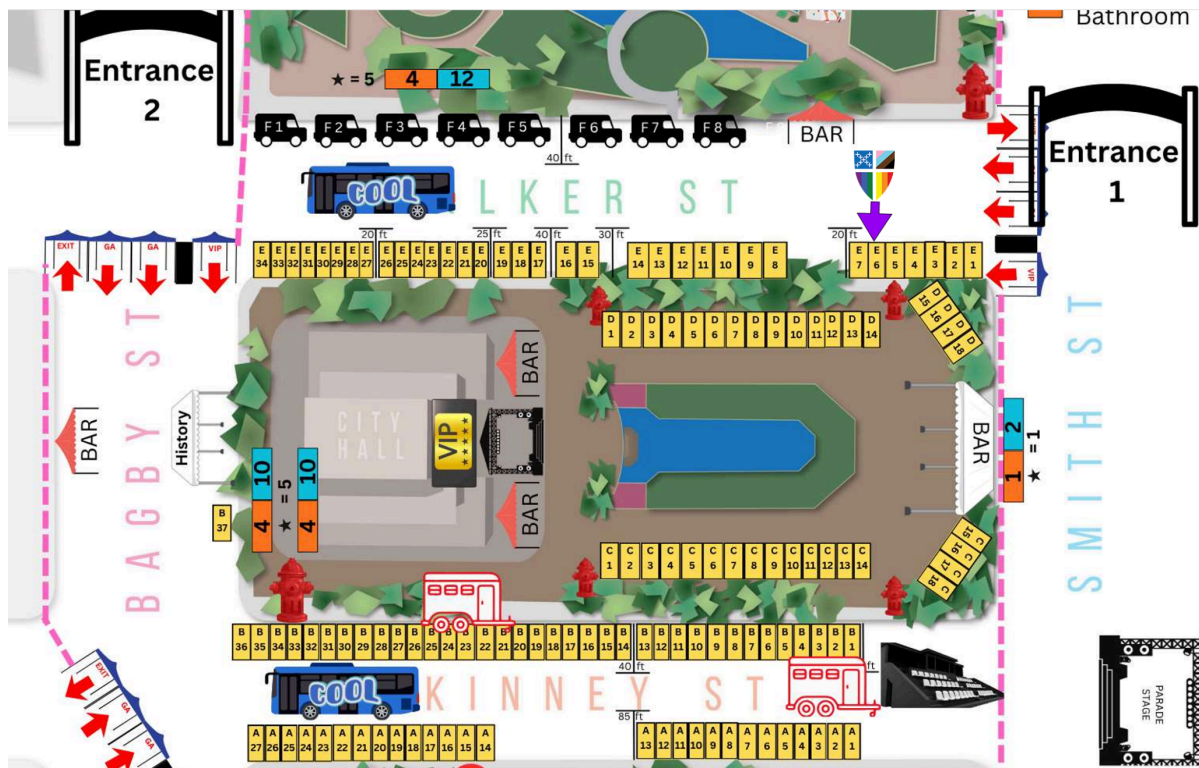 Bathroom
Entrance
2
★ = 5
4
12
F 1
F 2
F 3
F 4
F 5
F 6
F 7
F 8
BAR
Entrance
1
40 ft
COOL
LKER ST
EXIT
GA
GA
VIP
20 ft
25 ft
40 ft
30 ft
20 ft
E 34
E 33
E 32
E 31
E 30
E 29
E 28
E 27
E 26
E 25
E 24
E 23
E 22
E 21
E 20
E 19
E 18
E 17
E 16
E 15
E 14
E 13
E 12
E 11
E 10
E 9
E 8
E 7
E 6
E 5
E 4
E 3
E 2
E 1
VIP
D 15
D 16
D 17
D 18
D 1
D 2
D 3
D 4
D 5
D 6
D 7
D 8
D 9
D 10
D 11
D 12
D 13
D 14
BAGBY ST
SMITH ST
BAR
History
CITY
HALL
VIP
BAR
BAR
BAR
2
1
★ = 1
10
4
★ = 5
10
4
B 37
C 1
C 2
C 3
C 4
C 5
C 6
C 7
C 8
C 9
C 10
C 11
C 12
C 13
C 14
C 15
C 16
C 17
C 18
B 36
B 35
B 34
B 33
B 32
B 31
B 30
B 29
B 28
B 27
B 26
B 25
B 24
B 23
B 22
B 21
B 20
B 19
B 18
B 17
B 16
B 15
B 14
B 13
B 12
B 11
B 10
B 9
B 8
B 7
B 6
B 5
B 4
B 3
B 2
B 1
40 ft
ft
COOL
KINNEY ST
85 ft
EXIT
GA
GA
PARADE
STAGE
A 27
A 26
A 25
A 24
A 23
A 22
A 21
A 20
A 19
A 18
A 17
A 16
A 15
A 14
A 13
A 12
A 11
A 10
A 9
A 8
A 7
A 6
A 5
A 4
A 3
A 2
A 1